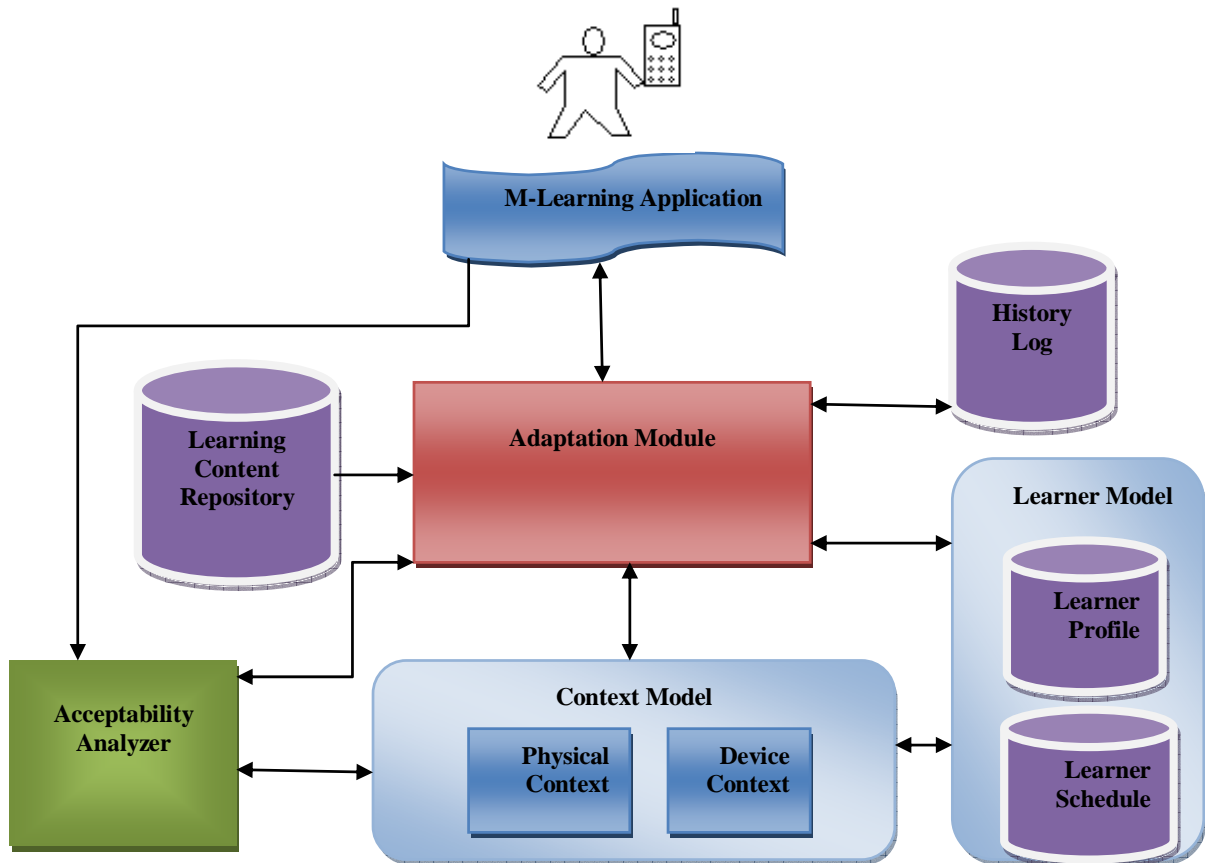 M-Learning Application
History
Log
Learning
Content
Repository
Adaptation Module
Learner Model
Learner
Profile
Acceptability
Analyzer
Context Model
Physical
Context
Device
Context
Learner
Schedule